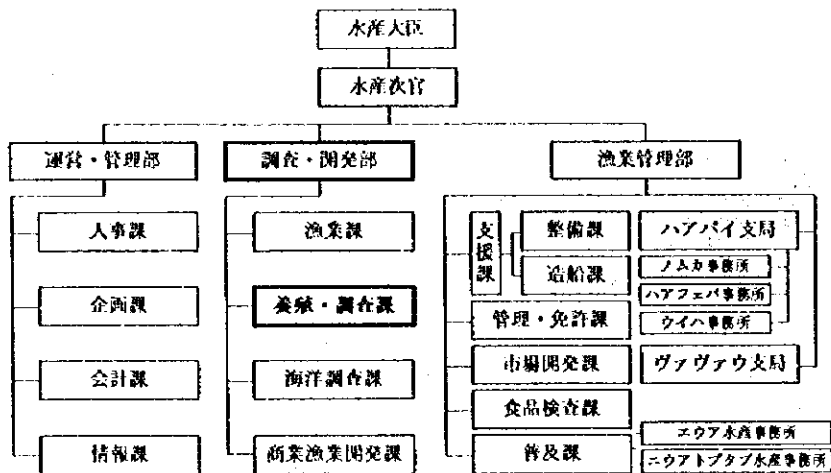 水産大臣
水産次官
運営・管理部
調査・開発部
漁業管理部
人事課
企画課
会計課
情報課
漁業課
養殖・調査課
海洋調査課
商業漁業開発課
支援課
整備課
造船課
管理・免許課
市場開発課
食品検査課
普及課
ハアパイ支局
ノムカ事務所
ハアフェバ事務所
ウイハ事務所
ヴァヴァウ支局
エウア水産事務所
ニウアトプタプ水産事務所